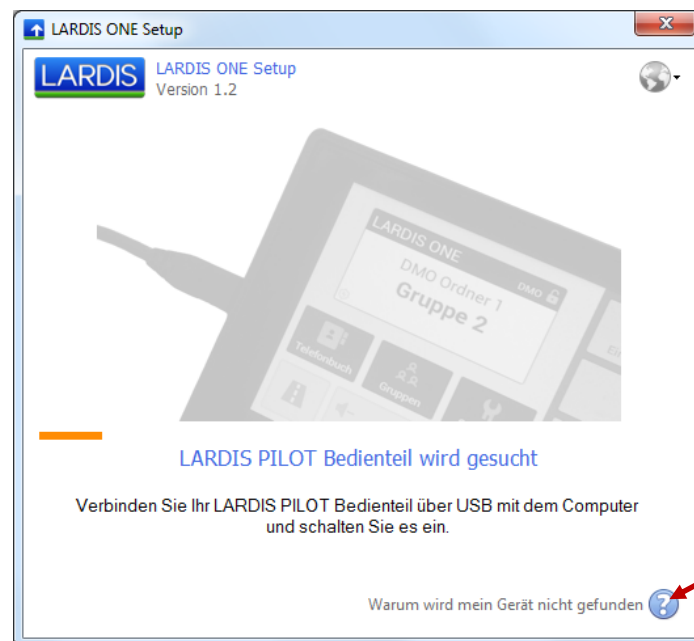 LARDIS ONE Setup
LARDIS
LARDIS ONE Setup
Version 1.2
LARDIS ONE
DMO Ordner 1 DMO
Gruppe 2
Telefonbuch
Gruppen
LARDIS PILOT Bedienteil wird gesucht
Verbinden Sie Ihr LARDIS PILOT Bedienteil über USB mit dem Computer
und schalten Sie es ein.
Warum wird mein Gerät nicht gefunden